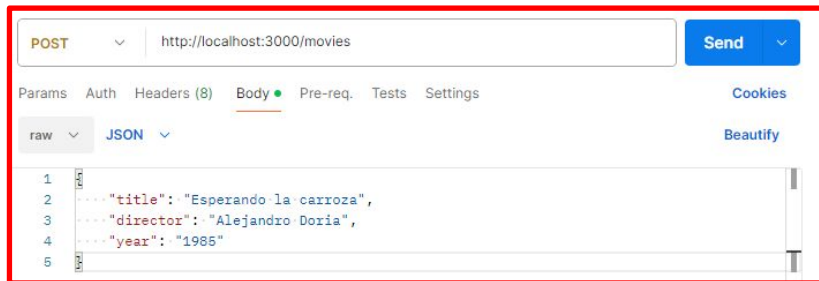 POST http://localhost:3000/movies Send
Params Auth Headers (8) Body Pre-req. Tests Settings Cookies
raw JSON Beautify
1 {
2 "title": "Esperando la carroza",
3 "director": "Alejandro Doria",
4 "year": "1985"
5 }